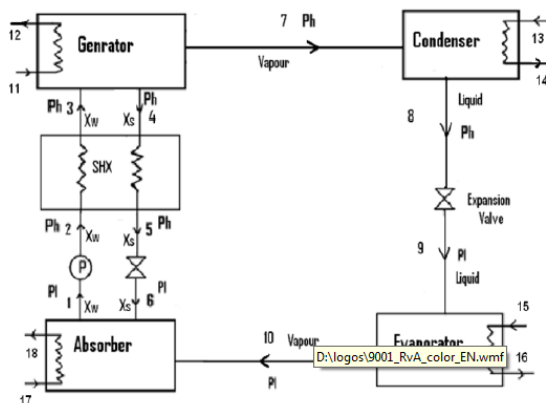 7 Ph
12
Genrator
Condenser
13
11
Vapour
14
Ph 3
Ph
4
Xw
Xs
Liquid
8
Ph
SHX
Expansion
Valve
Ph
Ph
2
Xw
5
Xs
9
Pl
P
Liquid
Pl
Pl
1
Xw
Xs
6
15
18
Absorber
10 Vapour
Evaporator
D:\logos\9001_RvA_color_EN.wmf
16
17
Pl